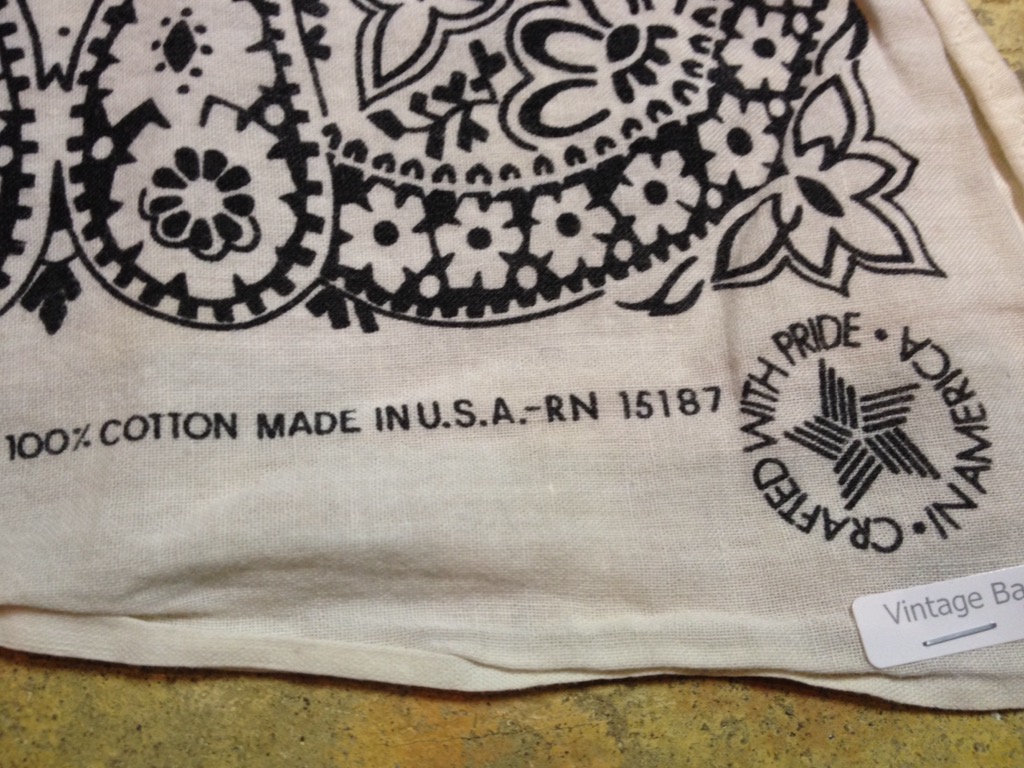 100% COTTON MADE IN U.S.A.-RN 15187
CRAFTED WITH PRIDE • IN AMERICA •
Vintage Ba